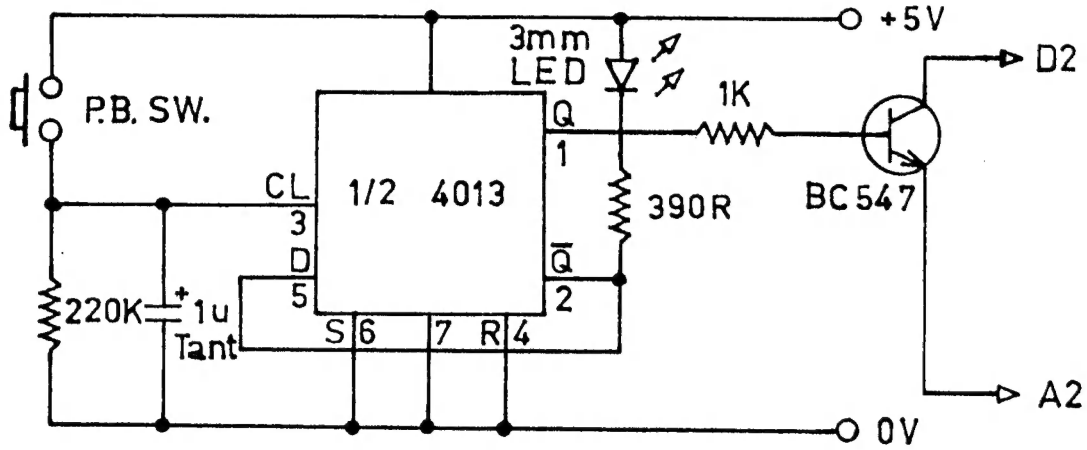 +5V
3mm
LED
D2
1K
P.B. SW.
Q
1
CL
3
1/2 4013
390R
BC547
D
5
Q̅
2
220K
+
1u
Tant
S 6
7
R 4
A2
0V